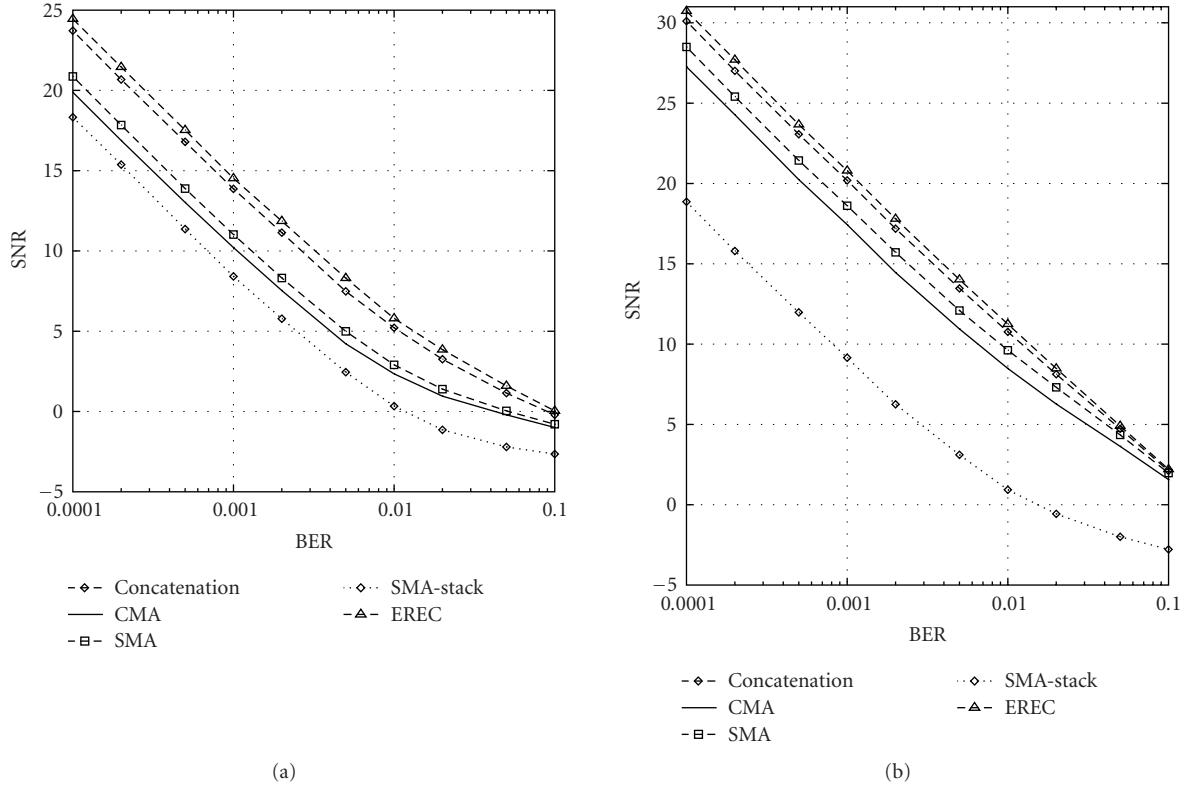 25
20
15
10
5
0
−5
SNR
0.0001
0.001
0.01
0.1
BER
Concatenation
CMA
SMA
SMA-stack
EREC
(a)
30
25
20
15
10
5
0
−5
SNR
0.0001
0.001
0.01
0.1
BER
Concatenation
CMA
SMA
SMA-stack
EREC
(b)